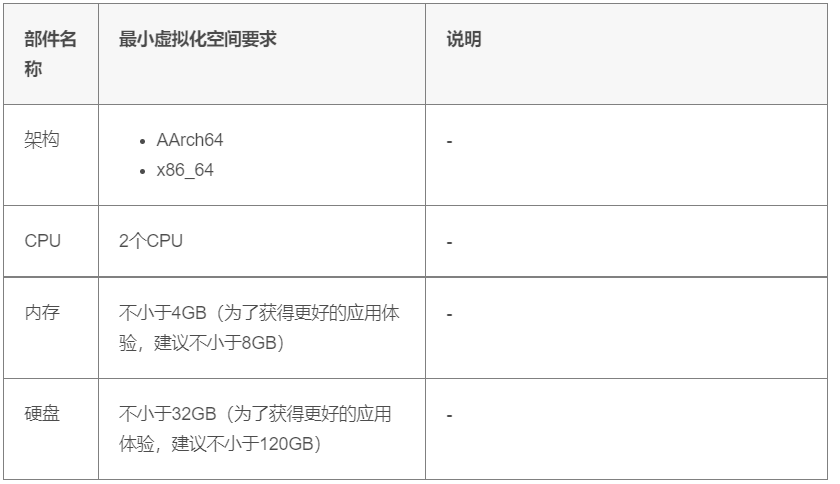 部件名
称
最小虚拟化空间要求
说明
架构
• AArch64
• x86_64
-
CPU
2个CPU
-
内存
不小于4GB（为了获得更好的应用体
验，建议不小于8GB）
-
硬盘
不小于32GB（为了获得更好的应用
体验，建议不小于120GB）
-